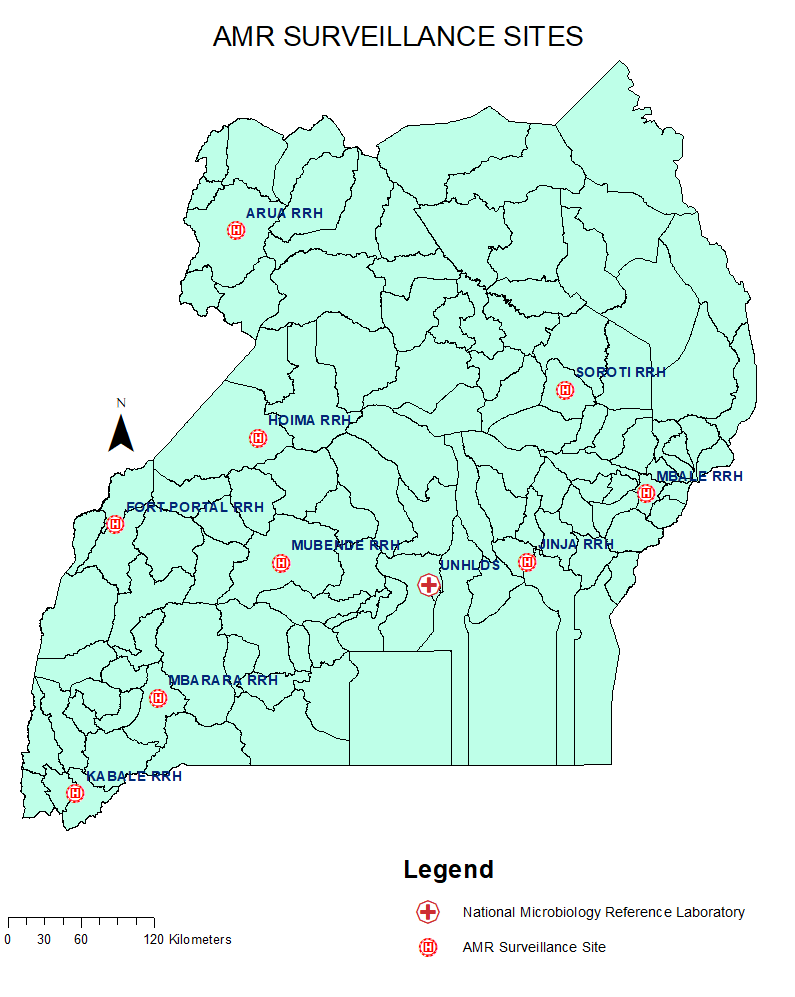 AMR SURVEILLANCE SITES
ARUA RRH
SOROTI RRH
N
HOIMA RRH
MBALE RRH
FORT PORTAL RRH
MUBENDE RRH
JINJA RRH
UNHLDS
MBARARA RRH
KABALE RRH
Legend
National Microbiology Reference Laboratory
AMR Surveillance Site
0 30 60 120 Kilometers